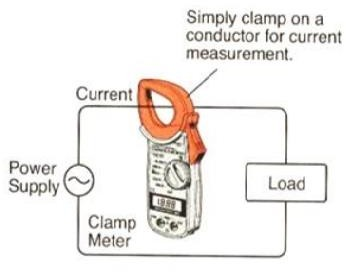 Simply clamp on a
conductor for current
measurement.
Current
Power
Supply
Load
Clamp
Meter